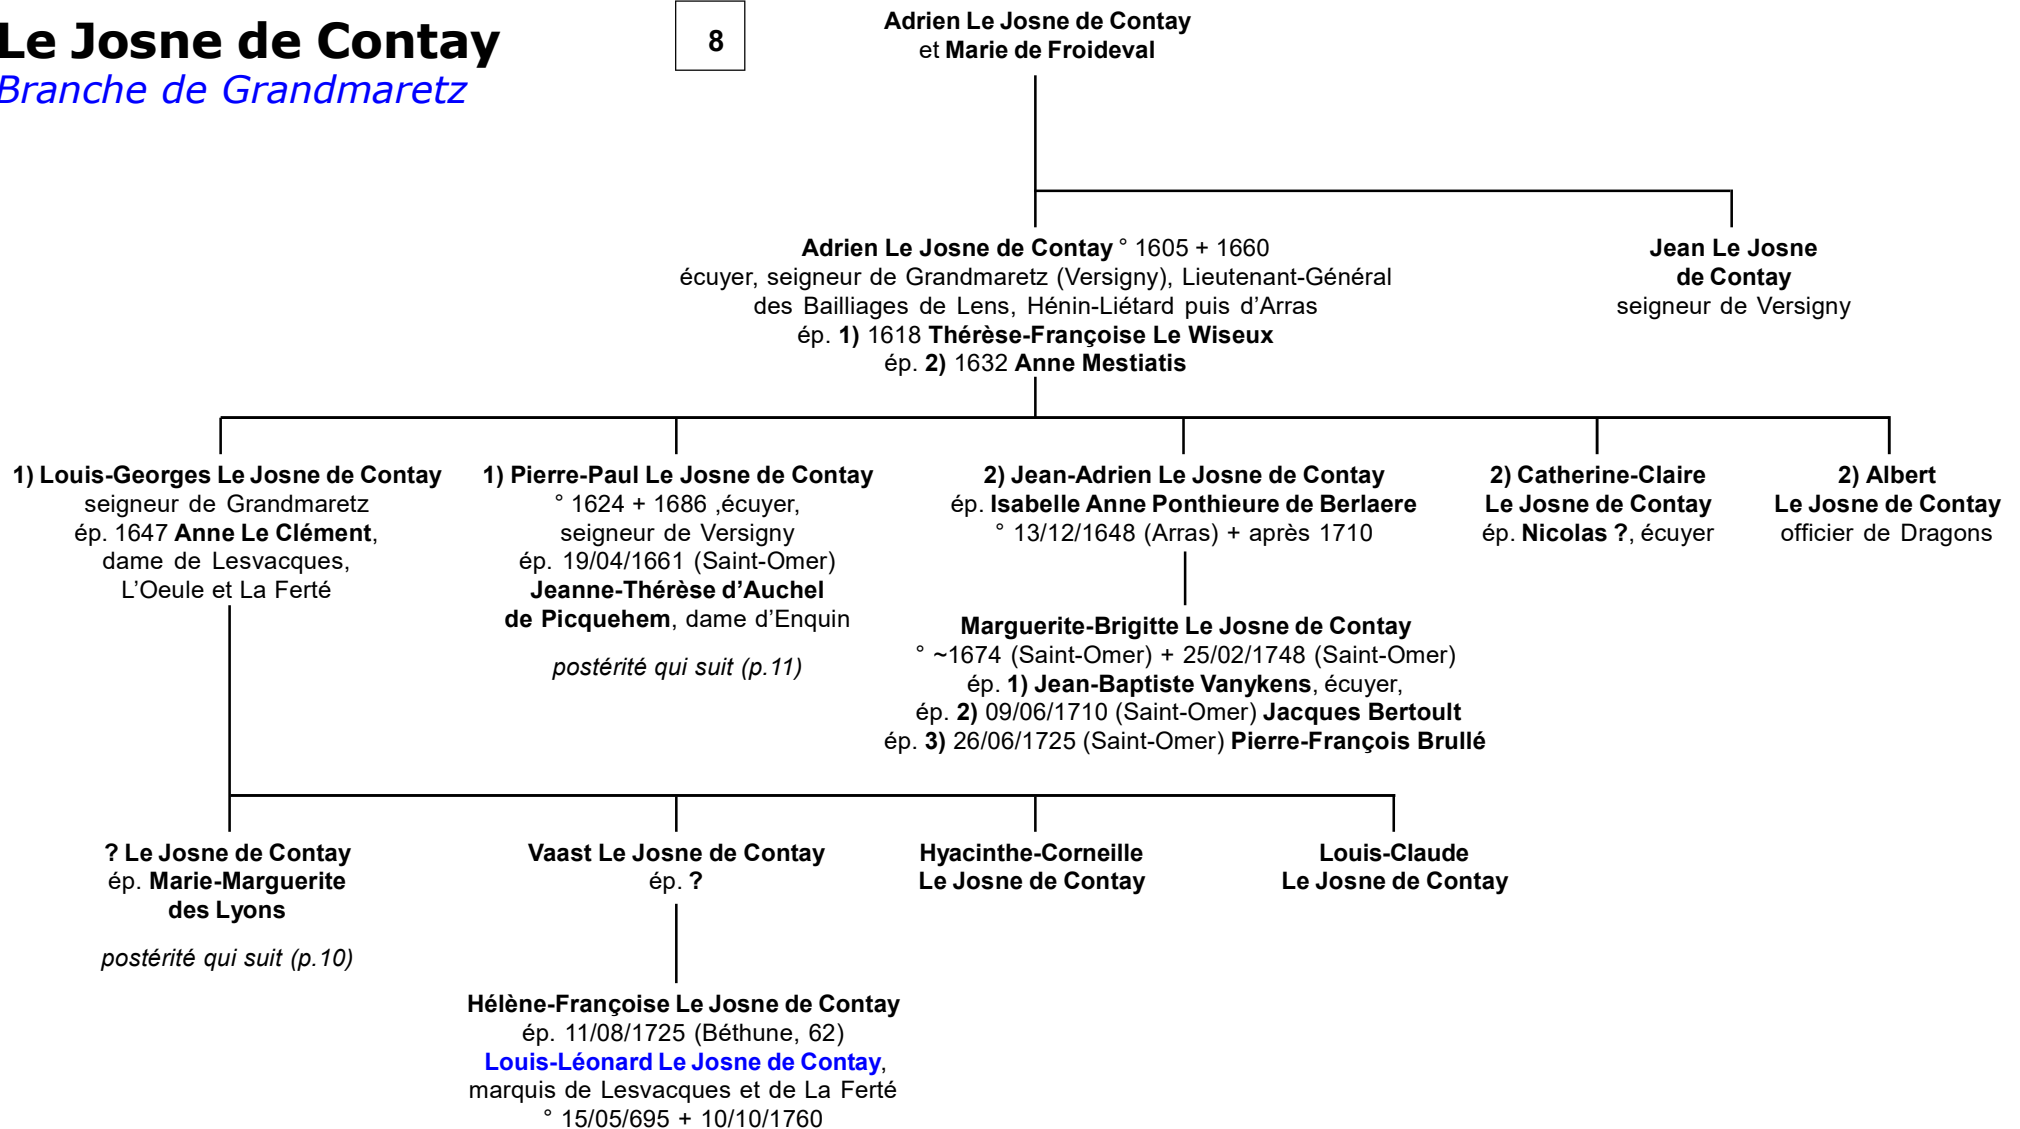 Le Josne de Contay
Branche de Grandmaretz
8
Adrien Le Josne de Contay
et Marie de Froideval
Adrien Le Josne de Contay ° 1605 + 1660
écuyer, seigneur de Grandmaretz (Versigny), Lieutenant-Général
des Bailliages de Lens, Hénin-Liétard puis d'Arras
ép. 1) 1618 Thérèse-Françoise Le Wiseux
ép. 2) 1632 Anne Mestiatis
Jean Le Josne
de Contay
seigneur de Versigny
1) Louis-Georges Le Josne de Contay
seigneur de Grandmaretz
ép. 1647 Anne Le Clément,
dame de Lesvacques,
L'Oeule et La Ferté
1) Pierre-Paul Le Josne de Contay
° 1624 + 1686 ,écuyer,
seigneur de Versigny
ép. 19/04/1661 (Saint-Omer)
Jeanne-Thérèse d'Auchel
de Picquehem, dame d'Enquin
postérité qui suit (p.11)
2) Jean-Adrien Le Josne de Contay
ép. Isabelle Anne Ponthieure de Berlaere
° 13/12/1648 (Arras) + après 1710
2) Catherine-Claire
Le Josne de Contay
ép. Nicolas ?, écuyer
2) Albert
Le Josne de Contay
officier de Dragons
Marguerite-Brigitte Le Josne de Contay
° ~1674 (Saint-Omer) + 25/02/1748 (Saint-Omer)
ép. 1) Jean-Baptiste Vanykens, écuyer,
ép. 2) 09/06/1710 (Saint-Omer) Jacques Bertoult
ép. 3) 26/06/1725 (Saint-Omer) Pierre-François Brullé
? Le Josne de Contay
ép. Marie-Marguerite
des Lyons
postérité qui suit (p.10)
Vaast Le Josne de Contay
ép. ?
Hyacinthe-Corneille
Le Josne de Contay
Louis-Claude
Le Josne de Contay
Hélène-Françoise Le Josne de Contay
ép. 11/08/1725 (Béthune, 62)
Louis-Léonard Le Josne de Contay,
marquis de Lesvacques et de La Ferté
° 15/05/695 + 10/10/1760